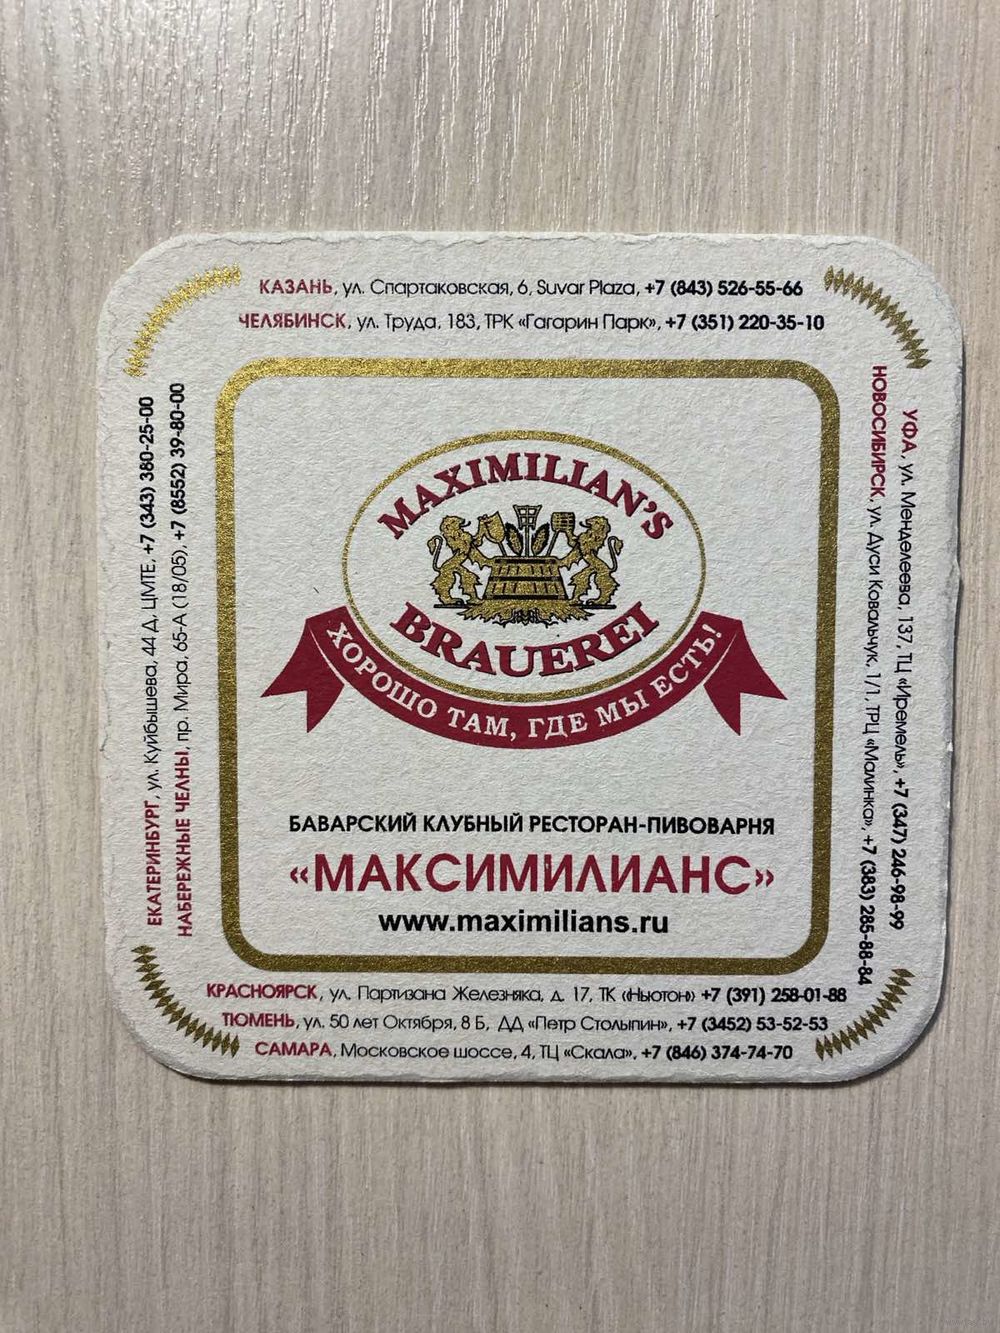 КАЗАНЬ, ул. Спартаковская, 6, Suvar Plaza, +7 (843) 526-55-66
ЧЕЛЯБИНСК, ул. Труда, 183, ТРК «Гагарин Парк», +7 (351) 220-35-10
УФА, ул. Менделеева, 137, ТЦ «Иремель», +7 (347) 246-98-99
НОВОСИБИРСК, ул. Дуси Ковальчук, 1/1, ТРЦ «Малинка», +7 (383) 285-88-84
ЕКАТЕРИНБУРГ, ул. Куйбышева, 44 Д, ЦМТЕ, +7 (343) 380-25-00
НАБЕРЕЖНЫЕ ЧЕЛНЫ, пр. Мира, 65-А (18/05), +7 (8552) 39-80-00
MAXIMILIAN'S
BRAUEREI
ХОРОШО ТАМ, ГДЕ МЫ ЕСТЬ!
БАВАРСКИЙ КЛУБНЫЙ РЕСТОРАН-ПИВОВАРНЯ
«МАКСИМИЛИАНС»
www.maximilians.ru
КРАСНОЯРСК, ул. Партизана Железняка, д. 17, ТК «Ньютон» +7 (391) 258-01-88
ТЮМЕНЬ, ул. 50 лет Октября, 8 Б, ДД «Петр Столыпин», +7 (3452) 53-52-53
САМАРА, Московское шоссе, 4, ТЦ «Скала», +7 (846) 374-74-70